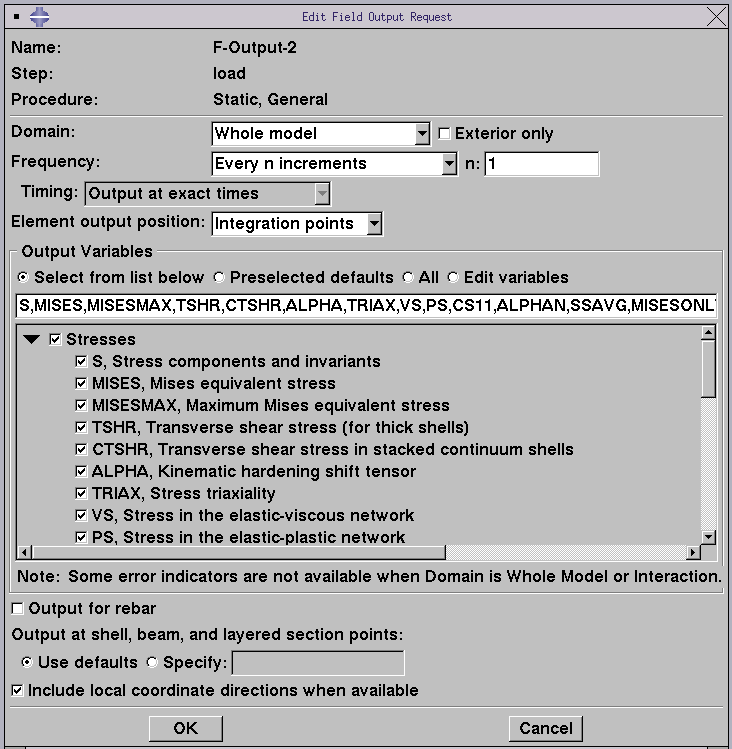 Edit Field Output Request
Name: F-Output-2
Step: load
Procedure: Static, General
Domain: Whole model Exterior only
Frequency: Every n increments n: 1
Timing: Output at exact times
Element output position: Integration points
Output Variables
Select from list below Preselected defaults All Edit variables
S,MISES,MISESMAX,TSHR,CTSHR,ALPHA,TRIAX,VS,PS,CS11,ALPHAN,SSAVG,MISESONL
Stresses
S, Stress components and invariants
MISES, Mises equivalent stress
MISESMAX, Maximum Mises equivalent stress
TSHR, Transverse shear stress (for thick shells)
CTSHR, Transverse shear stress in stacked continuum shells
ALPHA, Kinematic hardening shift tensor
TRIAX, Stress triaxiality
VS, Stress in the elastic-viscous network
PS, Stress in the elastic-plastic network
Note: Some error indicators are not available when Domain is Whole Model or Interaction.
Output for rebar
Output at shell, beam, and layered section points:
Use defaults Specify:
Include local coordinate directions when available
OK Cancel